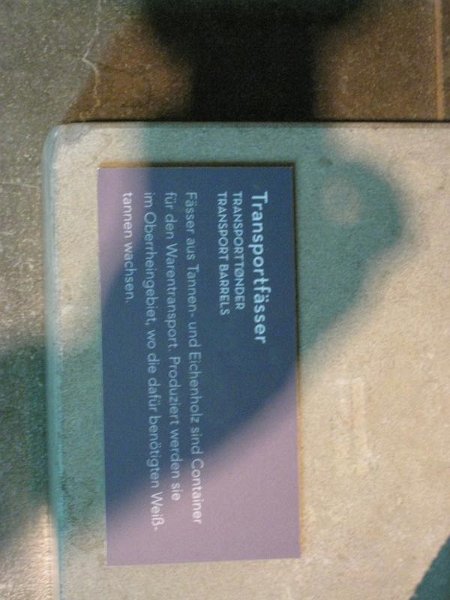 Transportfässer
TRANSPORTTØNDER
TRANSPORT BARRELS
Fässer aus Tannen- und Eichenholz sind Container
für den Warentransport. Produziert werden sie
im Oberrheingebiet, wo die dafür benötigten Weiß-
tannen wachsen.